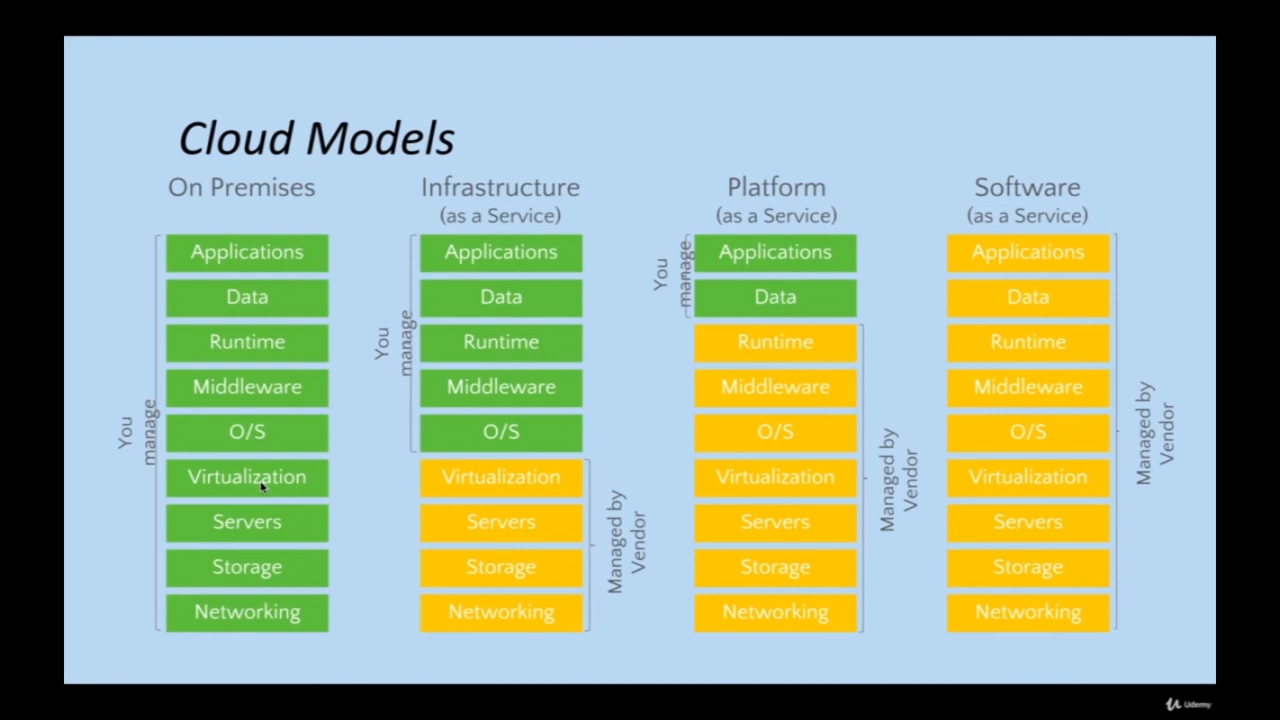 Cloud Models
On Premises
You
manage
Applications
Data
Runtime
Middleware
O/S
Virtualization
Servers
Storage
Networking
Infrastructure
(as a Service)
You
manage
Applications
Data
Runtime
Middleware
O/S
Virtualization
Servers
Storage
Networking
Managed by
Vendor
Platform
(as a Service)
You
manage
Applications
Data
Runtime
Middleware
O/S
Virtualization
Servers
Storage
Networking
Managed by
Vendor
Software
(as a Service)
Applications
Data
Runtime
Middleware
O/S
Virtualization
Servers
Storage
Networking
Managed by
Vendor
Udemy